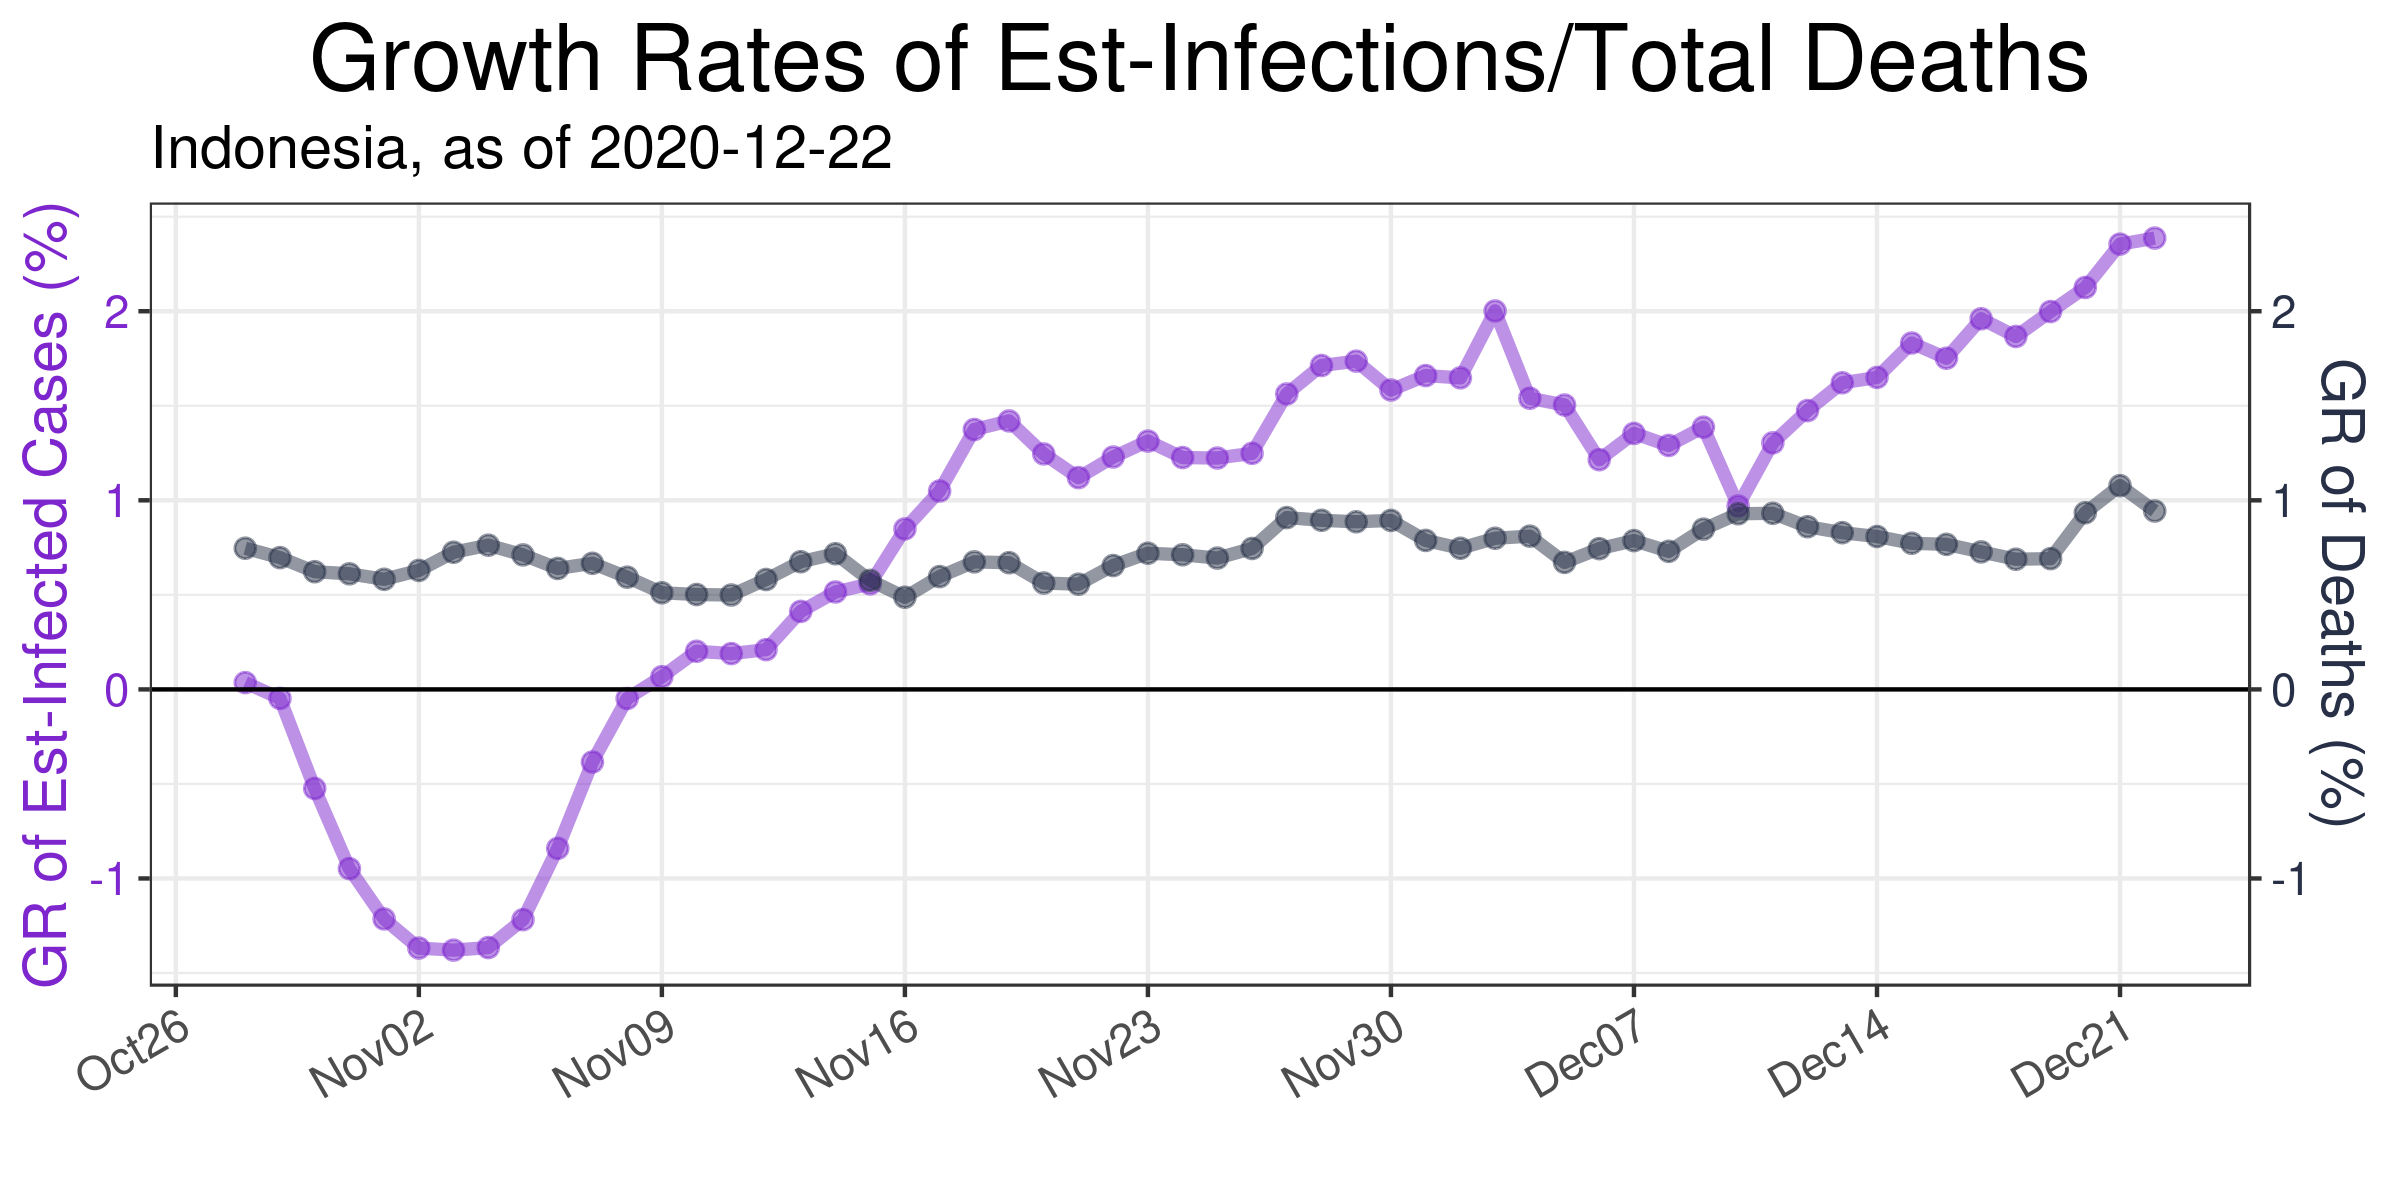 Growth Rates of Est-Infections/Total Deaths
Indonesia, as of 2020-12-22
GR of Est-Infected Cases (%)
2
1
0
-1
2
1
0
-1
GR of Deaths (%)
Oct26
Nov02
Nov09
Nov16
Nov23
Nov30
Dec07
Dec14
Dec21